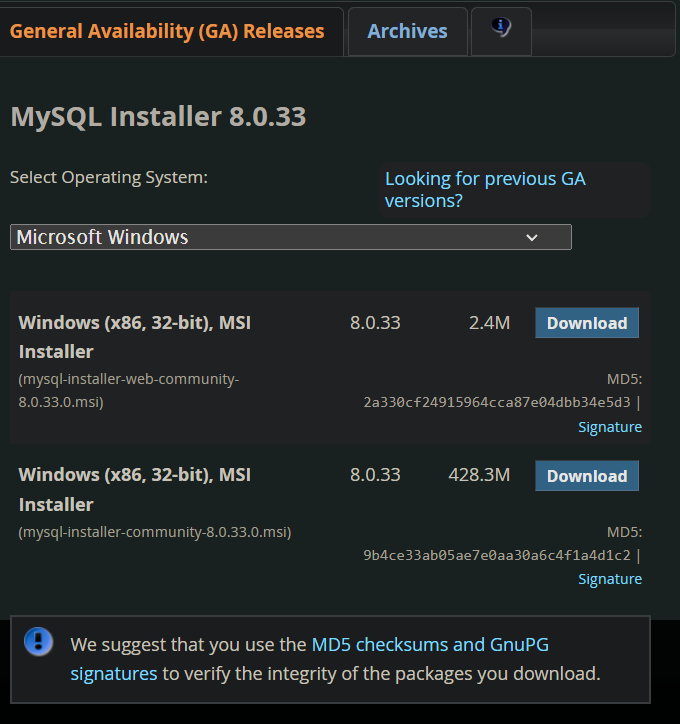 General Availability (GA) Releases
Archives
MySQL Installer 8.0.33
Select Operating System:
Looking for previous GA
versions?
Microsoft Windows
Windows (x86, 32-bit), MSI
Installer
8.0.33
2.4M
Download
(mysql-installer-web-community-
8.0.33.0.msi)
MD5:
2a330cf24915964cca87e04dbb34e5d3 |
Signature
Windows (x86, 32-bit), MSI
Installer
8.0.33
428.3M
Download
(mysql-installer-community-8.0.33.0.msi)
MD5:
9b4ce33ab05ae7e0aa30a6c4f1a4d1c2 |
Signature
We suggest that you use the MD5 checksums and GnuPG
signatures to verify the integrity of the packages you download.